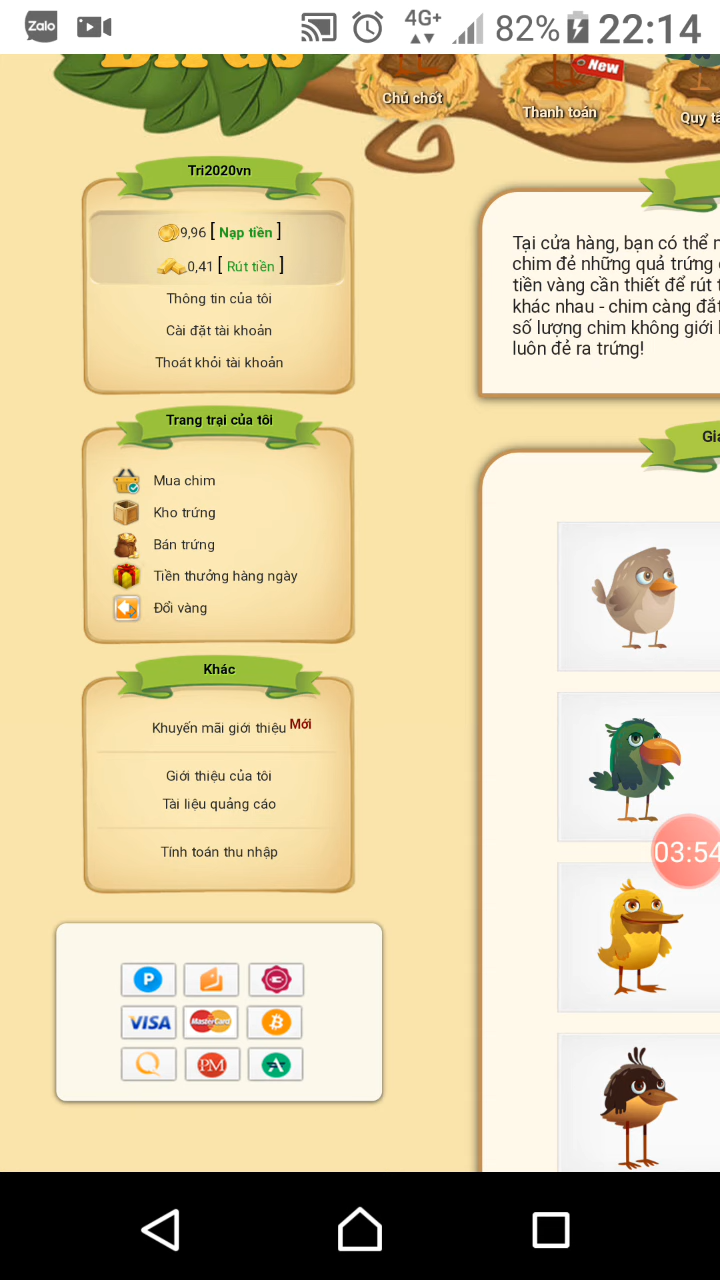 Zalo
4G+
82%
22:14
Birds
Chủ chốt
New
Thanh toán
Tri2020vn
9,96 [ Nạp tiền ]
0,41 [ Rút tiền ]
Thông tin của tôi
Cài đặt tài khoản
Thoát khỏi tài khoản
Tại cửa hàng, bạn có thể
chim đẻ những quả trứng
tiền vàng cần thiết để rút
khác nhau - chim càng đắt
số lượng chim không giới
luôn đẻ ra trứng!
Trang trại của tôi
Mua chim
Kho trứng
Bán trứng
Tiền thưởng hàng ngày
Đổi vàng
Khác
Khuyến mãi giới thiệu Mới
Giới thiệu của tôi
Tài liệu quảng cáo
Tính toán thu nhập
03:54
P
VISA
MasterCard
PM